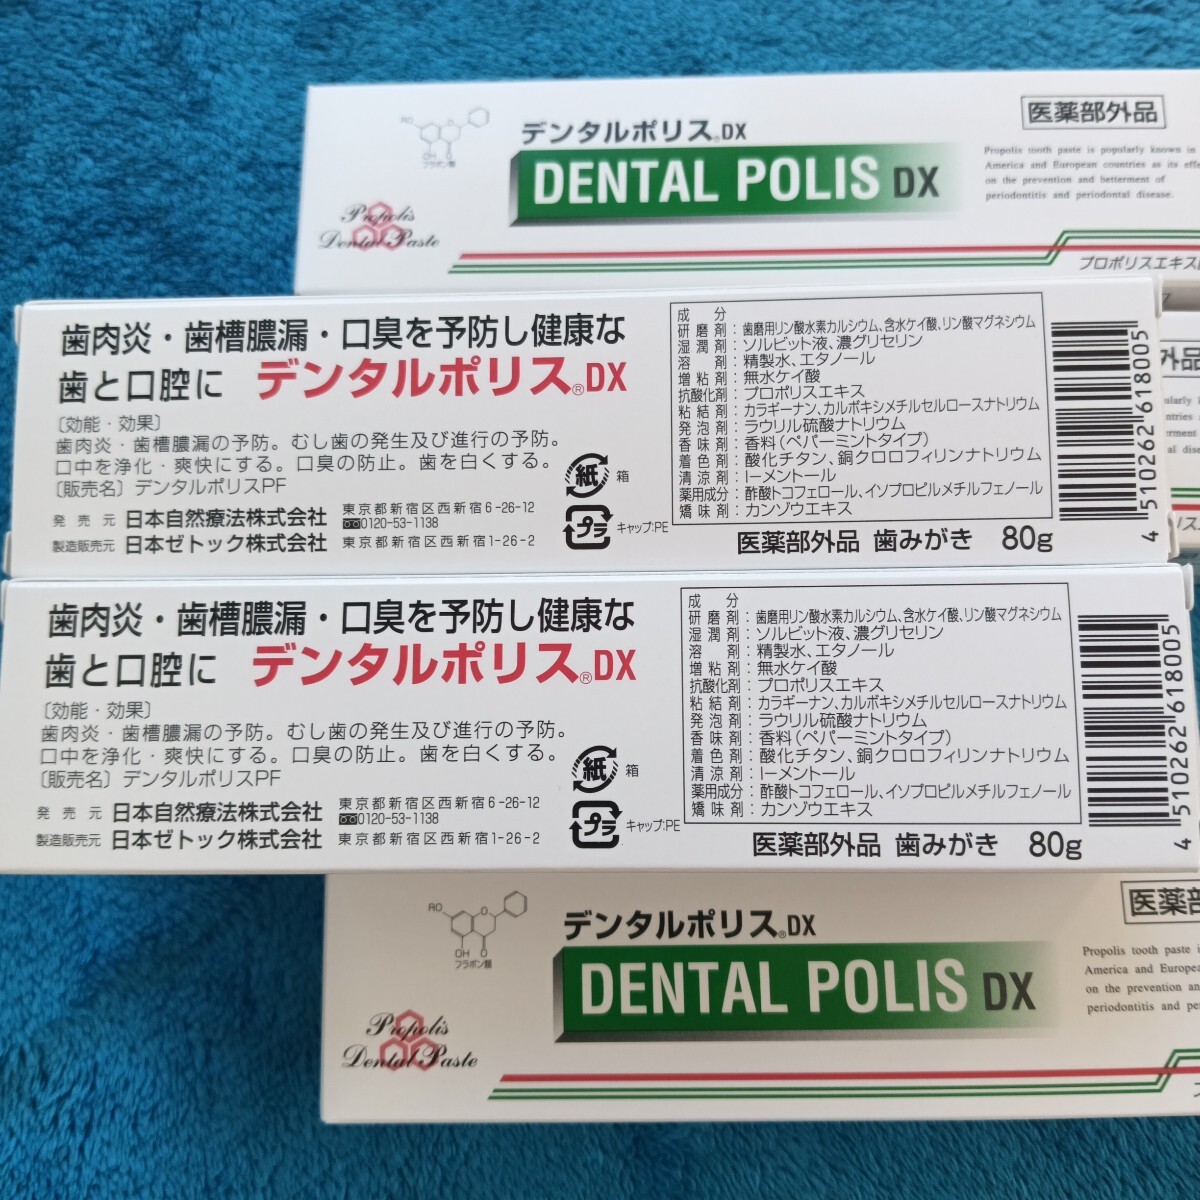 RO
OH O
フラボン類
デンタルポリス®DX
医薬部外品
DENTAL POLIS DX
Propolis tooth paste is popularly known in
America and European countries as its effe
on the prevention and betterment of
periodontitis and periodontal disease.
Propolis
Dental Paste
プロポリスエキス
歯肉炎・歯槽膿漏・口臭を予防し健康な
歯と口腔に デンタルポリス®DX
〔効能・効果〕
歯肉炎・歯槽膿漏の予防。むし歯の発生及び進行の予防。
口中を浄化・爽快にする。口臭の防止。歯を白くする。
〔販売名〕デンタルポリスPF
発売元 日本自然療法株式会社 東京都新宿区西新宿6-26-12
0120-53-1138
製造販売元 日本ゼトック株式会社 東京都新宿区西新宿1-26-2
紙 箱
プラ キャップ:PE
成分
研磨剤:歯磨用リン酸水素カルシウム、含水ケイ酸、リン酸マグネシウム
湿潤剤:ソルビット液、濃グリセリン
溶剤:精製水、エタノール
増粘剤:無水ケイ酸
抗酸化剤:プロポリスエキス
粘結剤:カラギーナン、カルボキシメチルセルロースナトリウム
発泡剤:ラウリル硫酸ナトリウム
香味剤:香料(ペパーミントタイプ)
着色剤:酸化チタン、銅クロロフィリンナトリウム
清涼剤:l-メントール
薬用成分:酢酸トコフェロール、イソプロピルメチルフェノール
矯味剤:カンゾウエキス
医薬部外品 歯みがき 80g
4 510262 618005
外品
歯肉炎・歯槽膿漏・口臭を予防し健康な
歯と口腔に デンタルポリス®DX
〔効能・効果〕
歯肉炎・歯槽膿漏の予防。むし歯の発生及び進行の予防。
口中を浄化・爽快にする。口臭の防止。歯を白くする。
〔販売名〕デンタルポリスPF
発売元 日本自然療法株式会社 東京都新宿区西新宿6-26-12
0120-53-1138
製造販売元 日本ゼトック株式会社 東京都新宿区西新宿1-26-2
紙 箱
プラ キャップ:PE
成分
研磨剤:歯磨用リン酸水素カルシウム、含水ケイ酸、リン酸マグネシウム
湿潤剤:ソルビット液、濃グリセリン
溶剤:精製水、エタノール
増粘剤:無水ケイ酸
抗酸化剤:プロポリスエキス
粘結剤:カラギーナン、カルボキシメチルセルロースナトリウム
発泡剤:ラウリル硫酸ナトリウム
香味剤:香料(ペパーミントタイプ)
着色剤:酸化チタン、銅クロロフィリンナトリウム
清涼剤:l-メントール
薬用成分:酢酸トコフェロール、イソプロピルメチルフェノール
矯味剤:カンゾウエキス
医薬部外品 歯みがき 80g
4 510262 618005
RO
OH O
フラボン類
デンタルポリス®DX
医薬部
DENTAL POLIS DX
Propolis tooth paste i
America and Europea
on the prevention an
periodontitis and pe
Propolis
Dental Paste